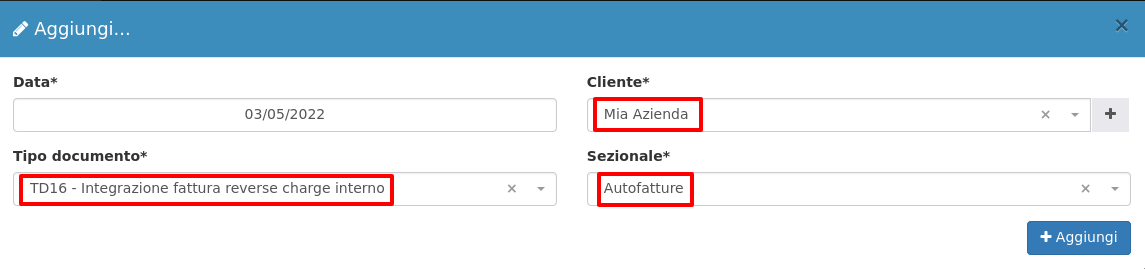 Aggiungi...
Data* Cliente*
03/05/2022 Mia Azienda
Tipo documento* Sezionale*
TD16 - Integrazione fattura reverse charge interno Autofatture
Aggiungi